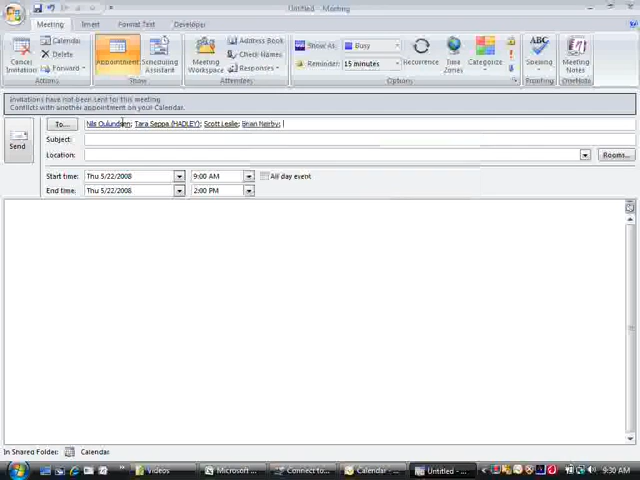 Untitled - Meeting
Meeting
Insert
Format Text
Developer
Cancel Invitation
Calendar
Delete
Forward
Actions
Appointment
Scheduling Assistant
Show
Meeting Workspace
Address Book
Check Names
Attendees
Show As:
Busy
Reminder:
15 minutes
Recurrence
Time Zones
Categorize
Options
ABC
Spelling
Spelling
Meeting Notes
OneNote
Invitations have not been sent for this meeting
Conflicts with another appointment on your Calendar.
Send
To...
Tara Seppa (HADLEY); Scott Leslie; Brian
Subject:
Location:
Rooms...
Start time:
Thu 5/22/2008
9:00 AM
All day event
End time:
Thu 5/22/2008
2:00 PM
In Shared Folder:
Calendar
Videos
Microsoft ...
Connect to...
Calendar - ...
Untitled - ...
9:30 AM